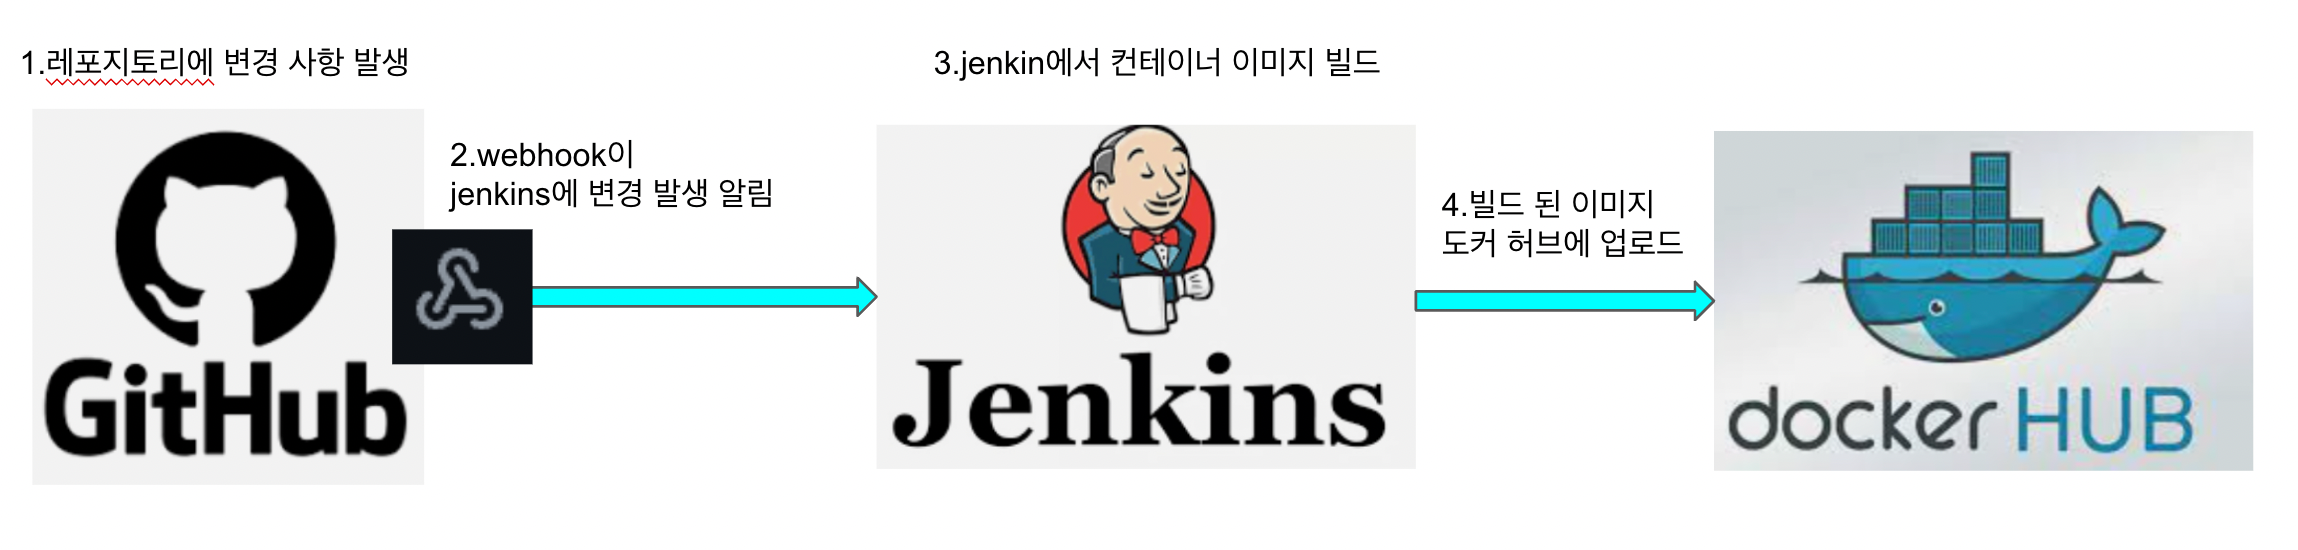 1.레포지토리에 변경 사항 발생
GitHub
2.webhook이
jenkins에 변경 발생 알림
3.jenkin에서 컨테이너 이미지 빌드
Jenkins
4.빌드 된 이미지
도커 허브에 업로드
docker HUB